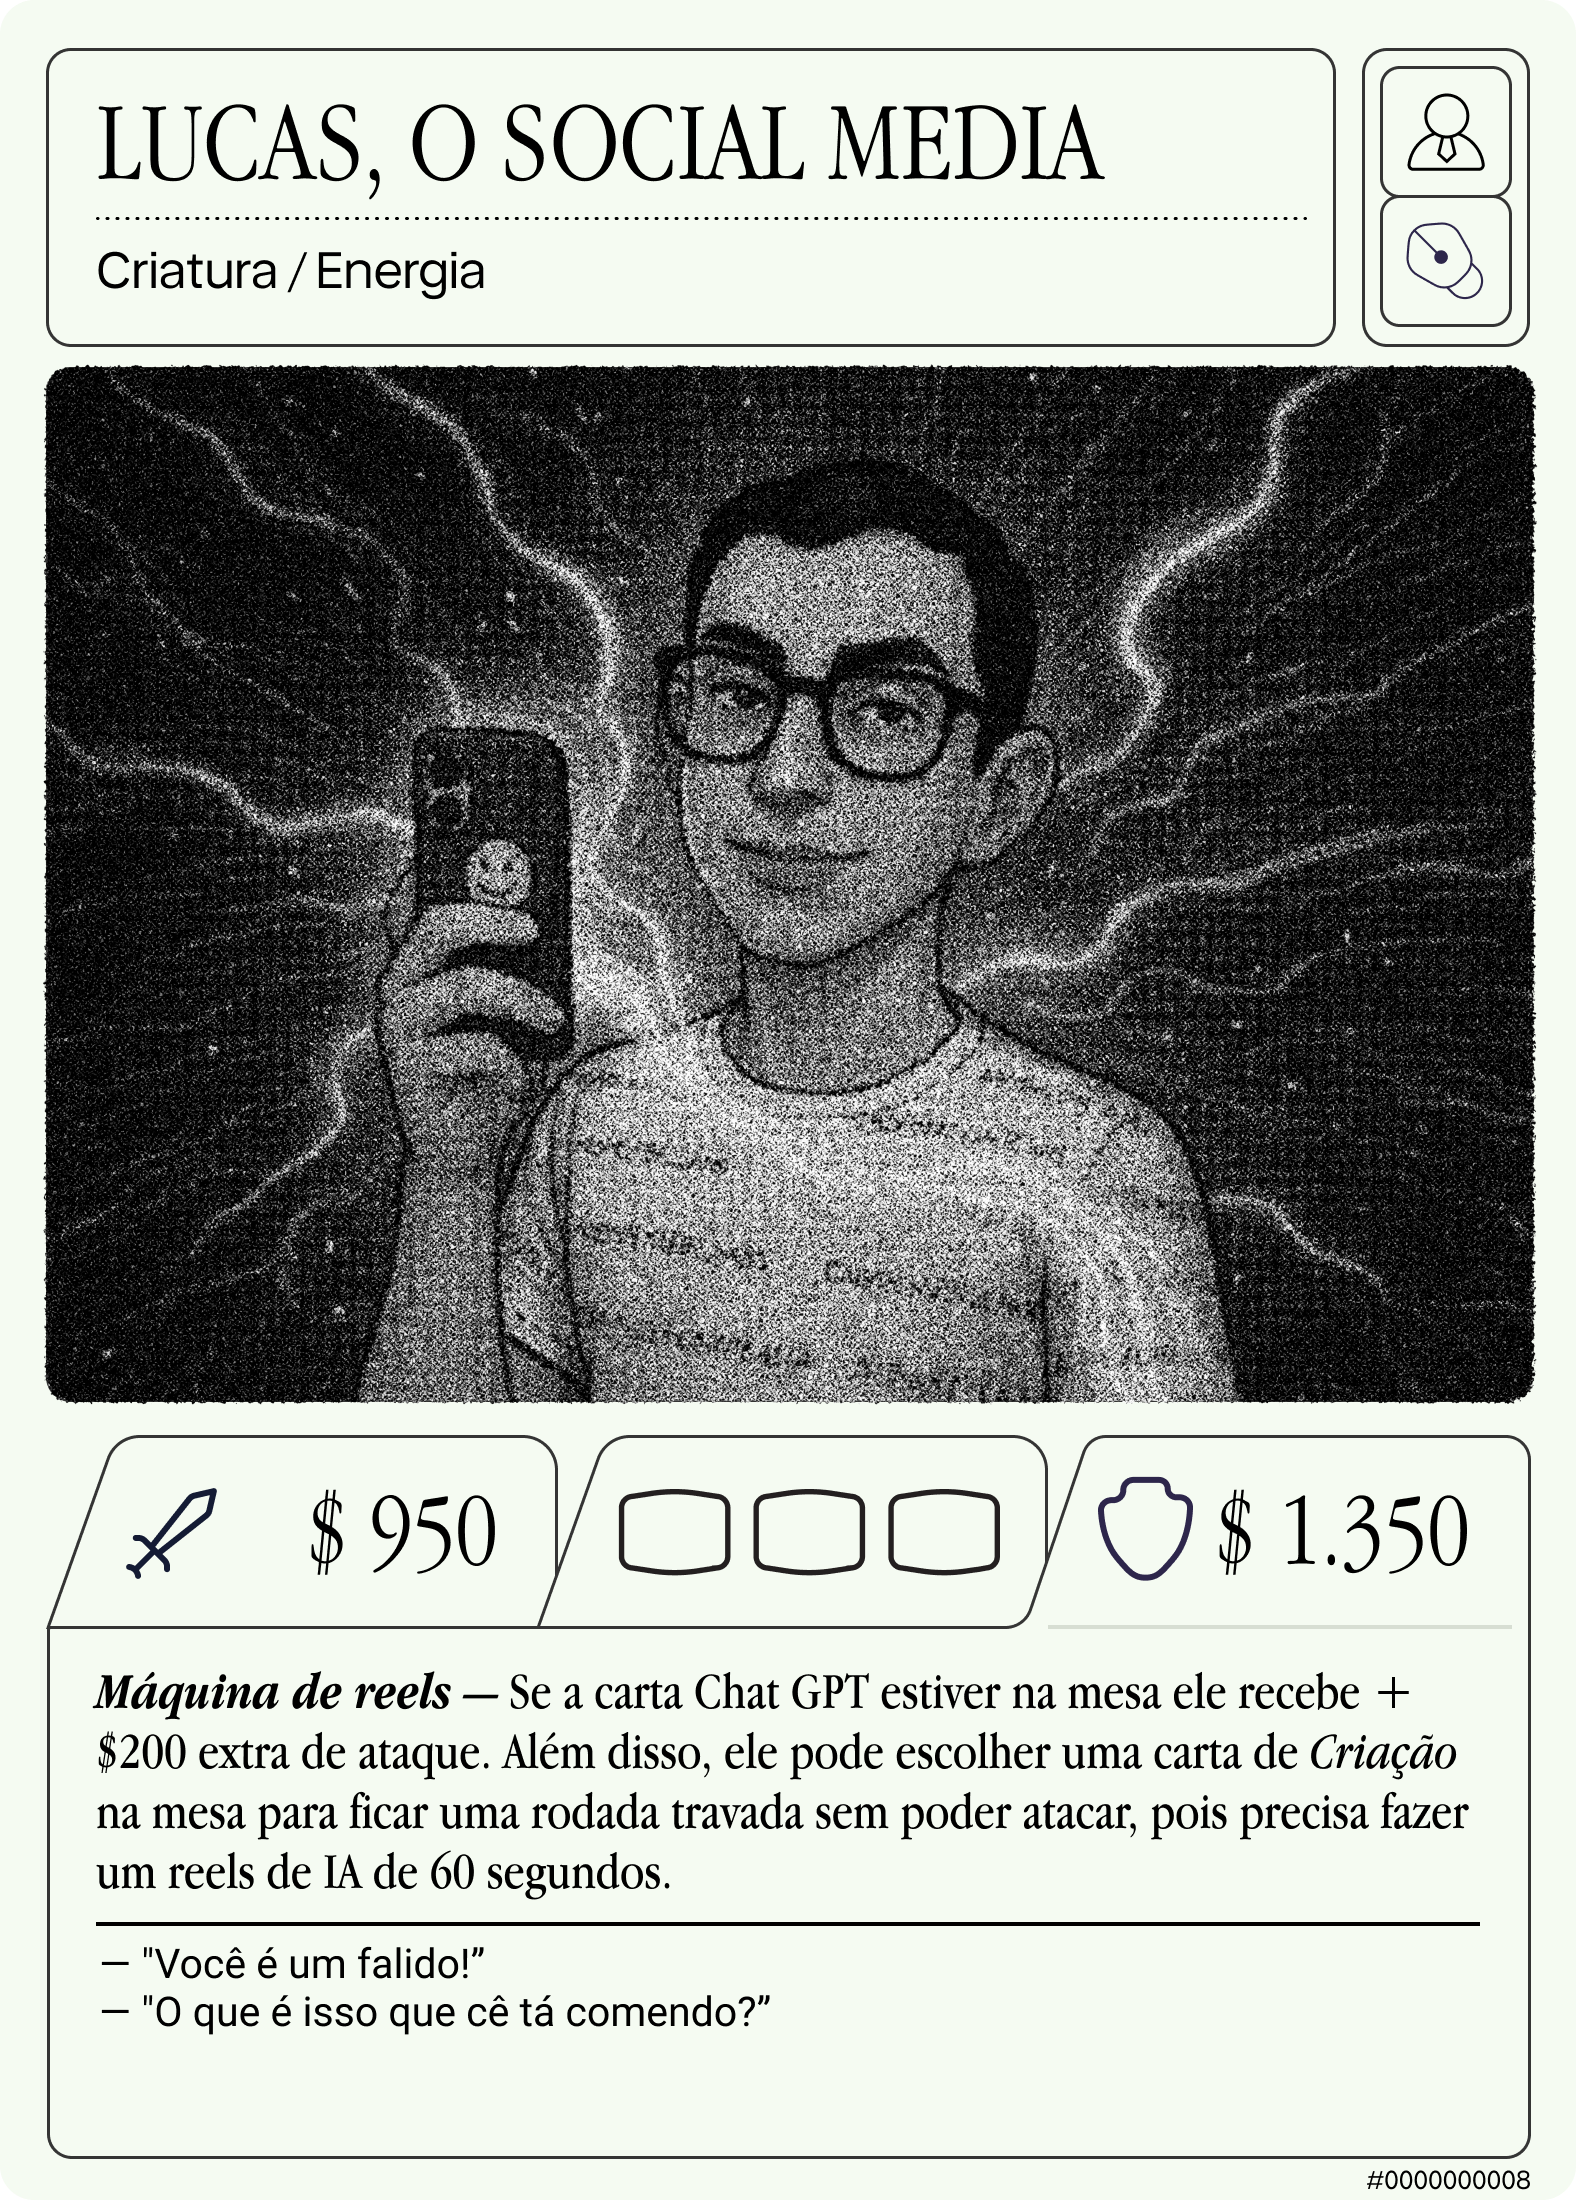 LUCAS, O SOCIAL MEDIA
Criatura / Energia
$ 950
$ 1.350
Máquina de reels — Se a carta Chat GPT estiver na mesa ele recebe +
$200 extra de ataque. Além disso, ele pode escolher uma carta de Criação
na mesa para ficar uma rodada travada sem poder atacar, pois precisa fazer
um reels de IA de 60 segundos.
— "Você é um falido!”
— "O que é isso que cê tá comendo?”
#0000000008